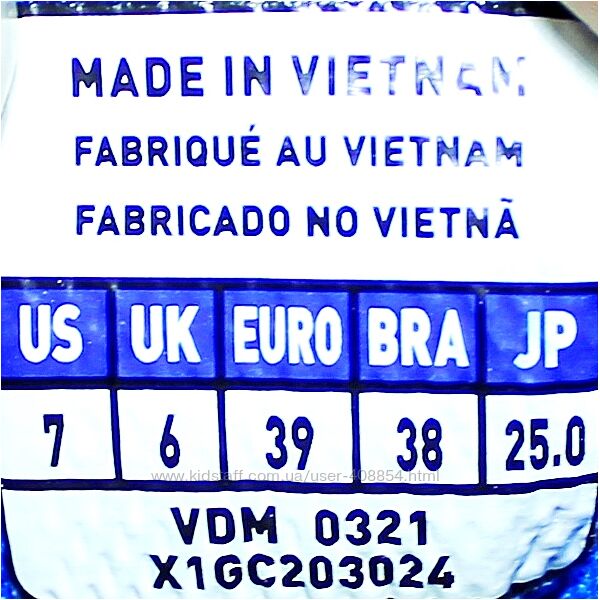 MADE IN VIETNAM
FABRIQUÉ AU VIETNAM
FABRICADO NO VIETNÃ
US UK EURO BRA JP
7 6 39 38 25.0
www.kidstaff.com.ua/user-408854.html
VDM 0321
X1GC203024